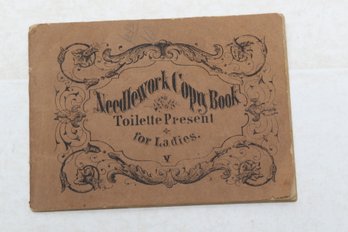 Needlework Copy Book
Toilette Present
for Ladies.
V